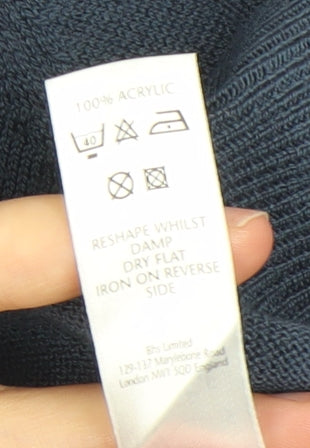 100% ACRYLIC
40
RESHAPE WHILST
DAMP
DRY FLAT
IRON ON REVERSE
SIDE
Bhs Limited
129-137 Marylebone Road
London NW1 5QD England